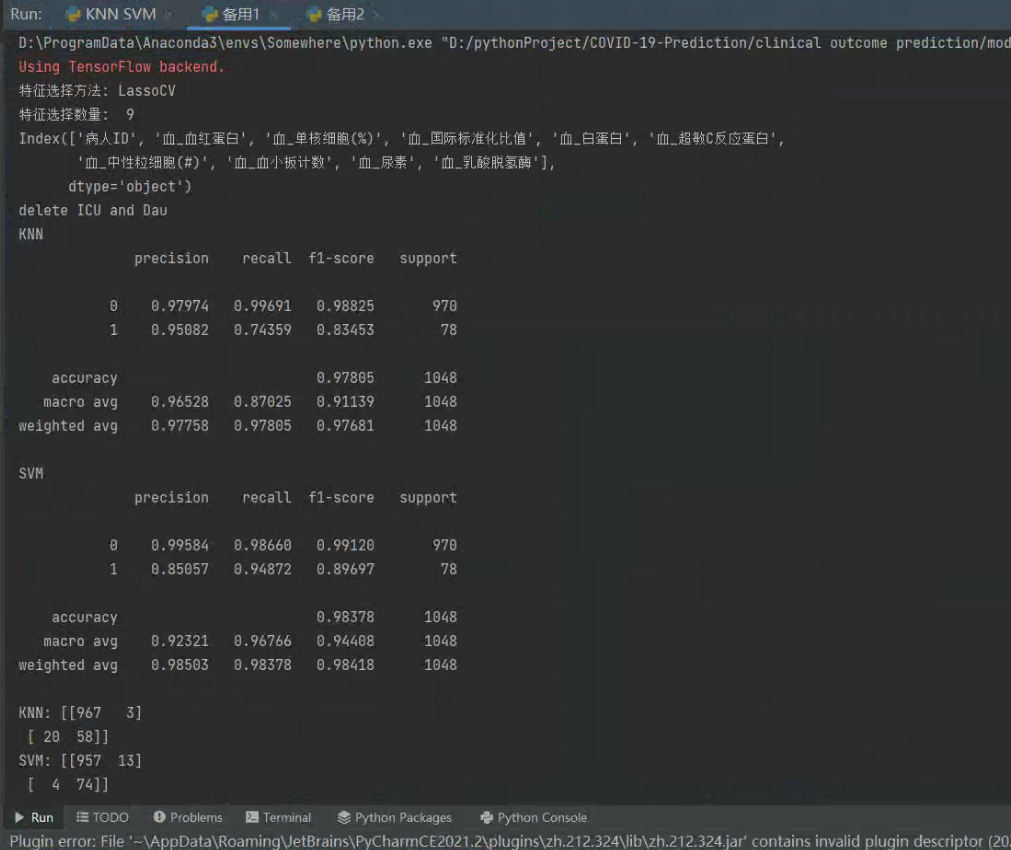 Run: KNN SVM × 备用1 × 备用2 ×
D:\ProgramData\Anaconda3\envs\Somewhere\python.exe "D:/pythonProject/COVID-19-Prediction/clinical outcome prediction/mod
Using TensorFlow backend.
特征选择方法: LassoCV
特征选择数量: 9
Index(['病人ID', '血_血红蛋白', '血_单核细胞(%)', '血_国际标准化比值', '血_白蛋白', '血_超敏C反应蛋白',
'血_中性粒细胞(#)', '血_血小板计数', '血_尿素', '血_乳酸脱氢酶'],
dtype='object')
delete ICU and Dau
KNN
precision recall f1-score support
0 0.97974 0.99691 0.98825 970
1 0.95082 0.74359 0.83453 78
accuracy 0.97805 1048
macro avg 0.96528 0.87025 0.91139 1048
weighted avg 0.97758 0.97805 0.97681 1048
SVM
precision recall f1-score support
0 0.99584 0.98660 0.99120 970
1 0.85057 0.94872 0.89697 78
accuracy 0.98378 1048
macro avg 0.92321 0.96766 0.94408 1048
weighted avg 0.98503 0.98378 0.98418 1048
KNN: [[967 3]
[ 20 58]]
SVM: [[957 13]
[ 4 74]]
Run TODO Problems Terminal Python Packages Python Console
Plugin error: File '~\AppData\Roaming\JetBrains\PyCharmCE2021.2\plugins\zh.212.324\lib\zh.212.324.jar' contains invalid plugin descriptor (20